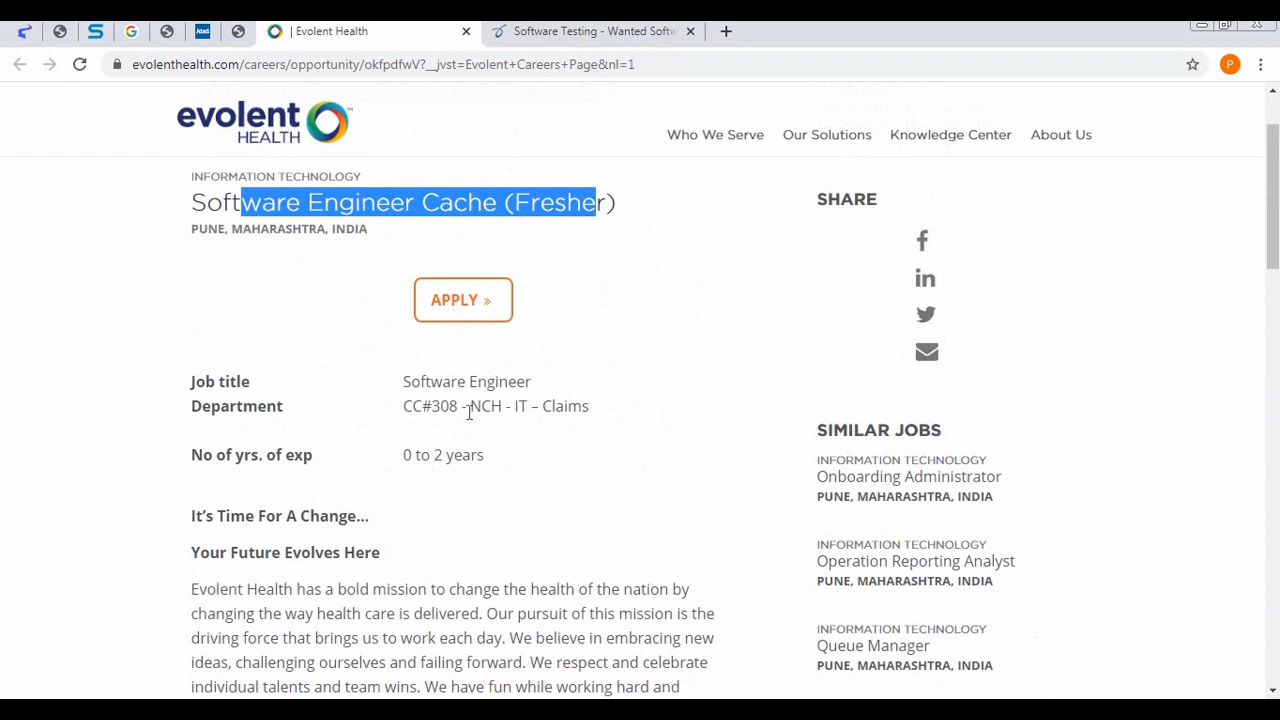 | Evolent Health
Software Testing - Wanted Softw
evolenthealth.com/careers/opportunity/okfpdfwV?__jvst=Evolent+Careers+Page&nl=1
P
evolent
HEALTH
Who We Serve
Our Solutions
Knowledge Center
About Us
INFORMATION TECHNOLOGY
Software Engineer Cache (Fresher)
PUNE, MAHARASHTRA, INDIA
APPLY »
Job title Software Engineer
Department CC#308 - NCH - IT – Claims
No of yrs. of exp 0 to 2 years
It’s Time For A Change…
Your Future Evolves Here
Evolent Health has a bold mission to change the health of the nation by
changing the way health care is delivered. Our pursuit of this mission is the
driving force that brings us to work each day. We believe in embracing new
ideas, challenging ourselves and failing forward. We respect and celebrate
individual talents and team wins. We have fun while working hard and
SHARE
SIMILAR JOBS
INFORMATION TECHNOLOGY
Onboarding Administrator
PUNE, MAHARASHTRA, INDIA
INFORMATION TECHNOLOGY
Operation Reporting Analyst
PUNE, MAHARASHTRA, INDIA
INFORMATION TECHNOLOGY
Queue Manager
PUNE, MAHARASHTRA, INDIA